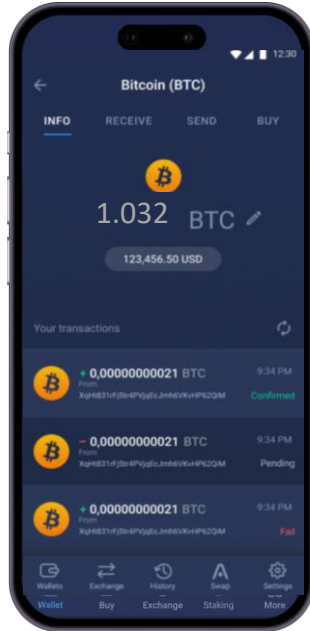 12:30
Bitcoin (BTC)
INFO RECEIVE SEND BUY
1.032 BTC
123,456.50 USD
Your transactions
+ 0,00000000021 BTC 9:34 PM
From
Confirmed
− 0,00000000021 BTC 9:34 PM
From
Pending
+ 0,00000000021 BTC 9:34 PM
From
Fail
Wallets Exchange History Swap Settings
Wallet Buy Exchange Staking More